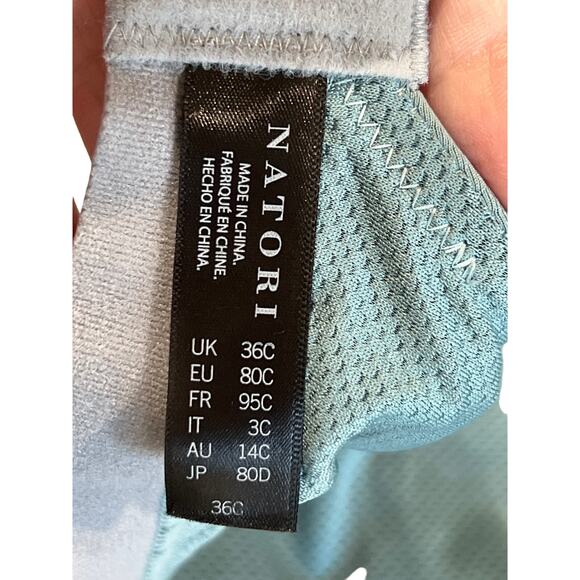 NATORI
MADE IN CHINA.
FABRIQUÉ EN CHINE.
HECHO EN CHINA.
UK 36C
EU 80C
FR 95C
IT 3C
AU 14C
JP 80D
36C